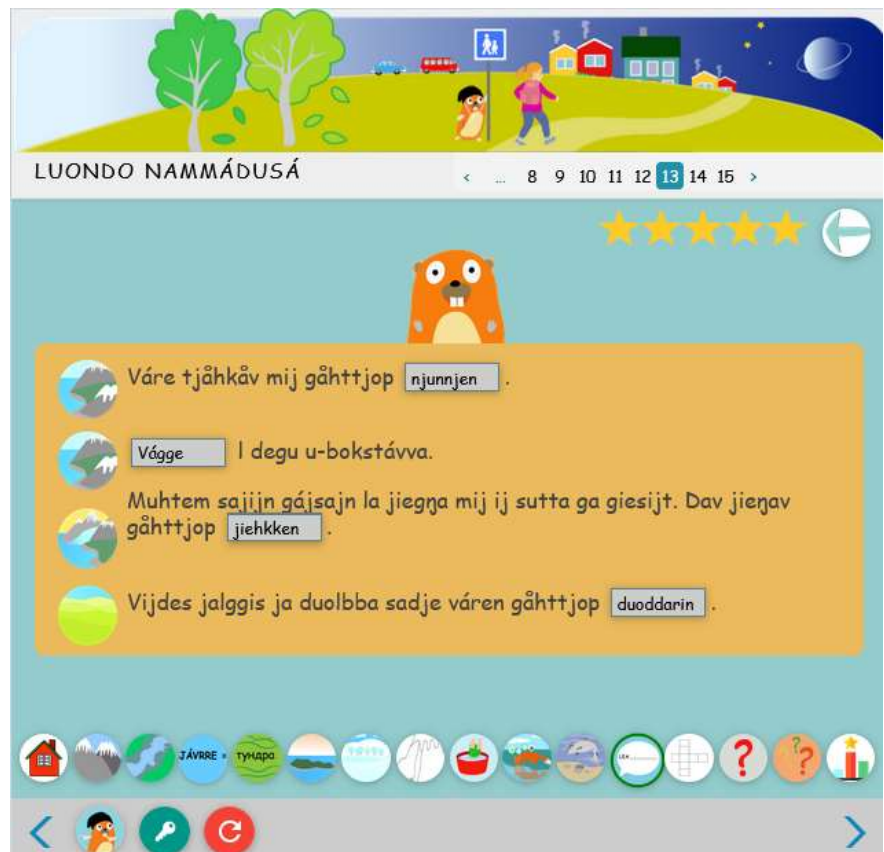 LUONDO NAMMÁDUSÁ
< ... 8 9 10 11 12 13 14 15 >
Váre tjåhkåv mij gåhttjop njunnjen .
Vágge l degu u-bokstávva.
Muhtem sajijn gájsajn la jiegŋa mij ij sutta ga giesijt. Dav jieŋav
gåhttjop jiehkken .
Vijdes jalggis ja duolbba sadje váren gåhttjop duoddarin .
JÁVRRE =
ТУНДРА
?
? ?